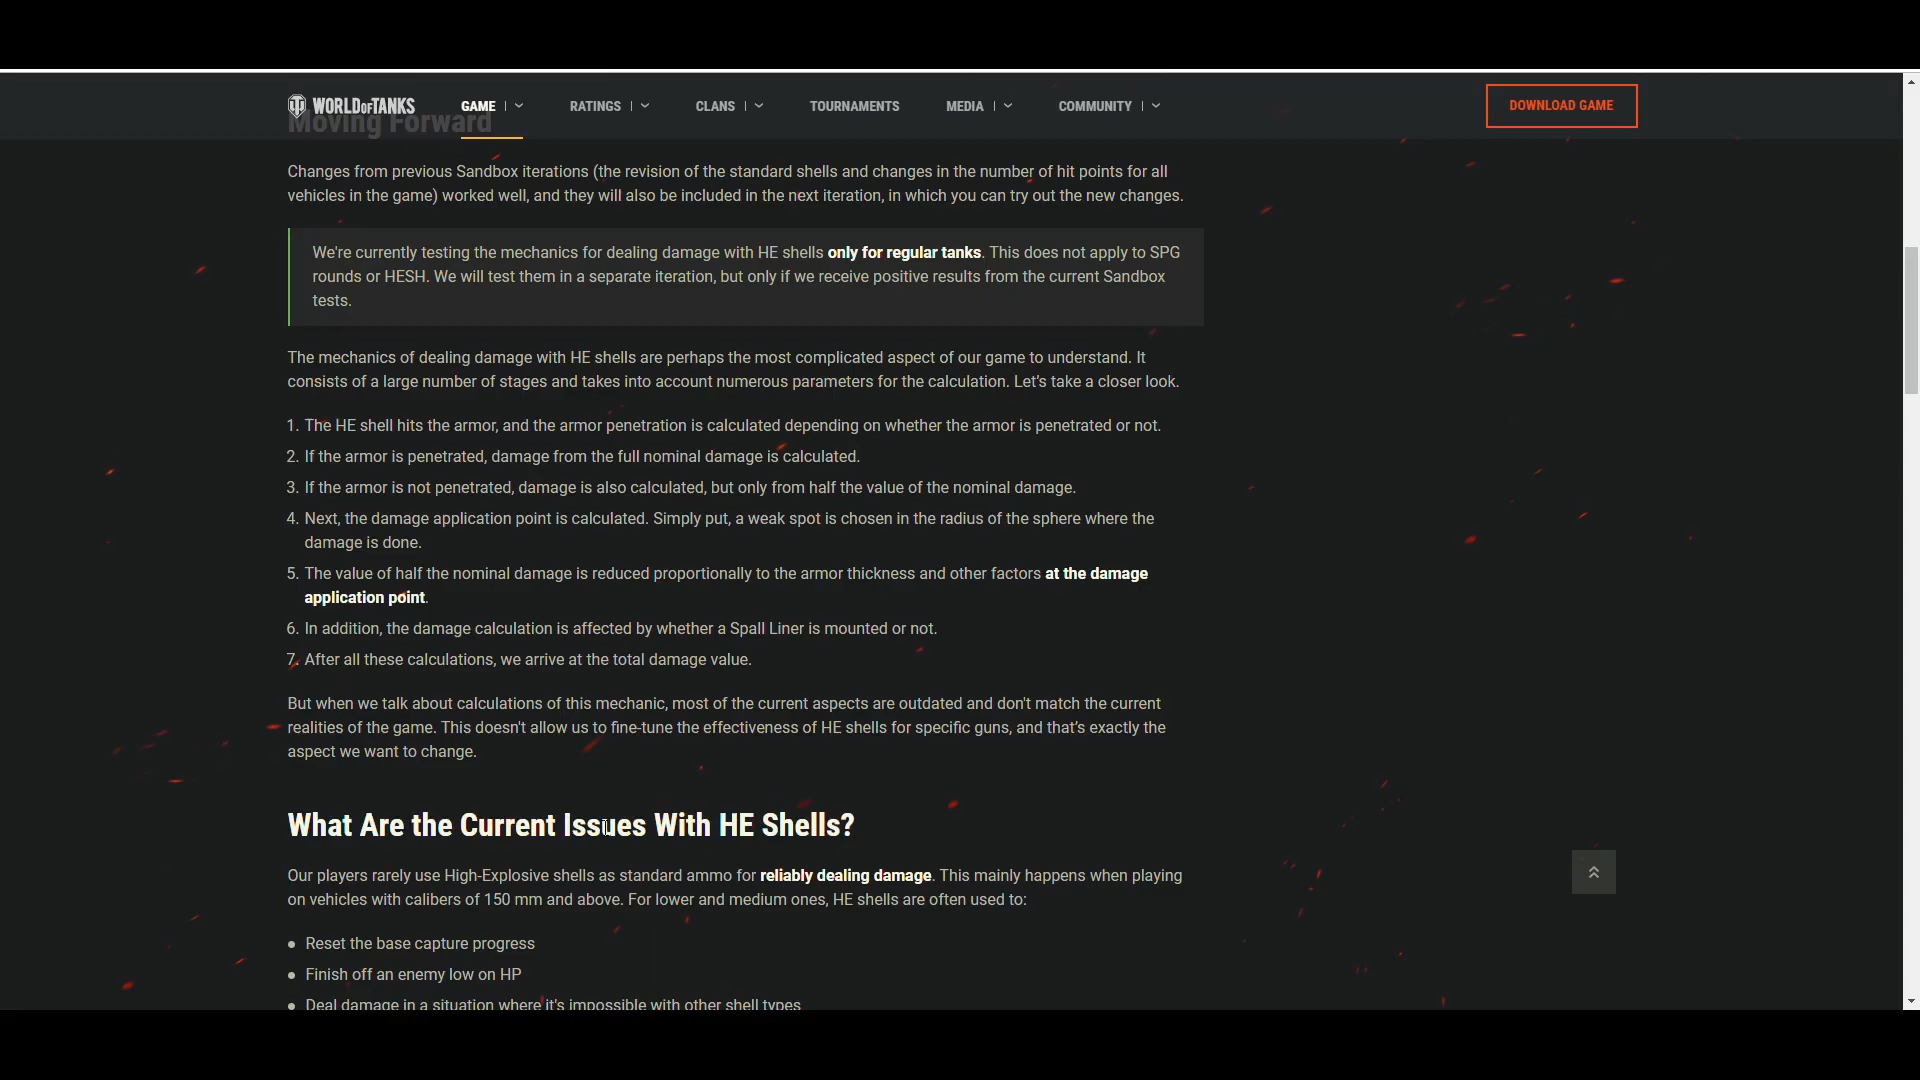 WORLD OF TANKS
GAME
RATINGS
CLANS
TOURNAMENTS
MEDIA
COMMUNITY
DOWNLOAD GAME
Moving Forward
Changes from previous Sandbox iterations (the revision of the standard shells and changes in the number of hit points for all
vehicles in the game) worked well, and they will also be included in the next iteration, in which you can try out the new changes.
We're currently testing the mechanics for dealing damage with HE shells only for regular tanks. This does not apply to SPG
rounds or HESH. We will test them in a separate iteration, but only if we receive positive results from the current Sandbox
tests.
The mechanics of dealing damage with HE shells are perhaps the most complicated aspect of our game to understand. It
consists of a large number of stages and takes into account numerous parameters for the calculation. Let's take a closer look.
1. The HE shell hits the armor, and the armor penetration is calculated depending on whether the armor is penetrated or not.
2. If the armor is penetrated, damage from the full nominal damage is calculated.
3. If the armor is not penetrated, damage is also calculated, but only from half the value of the nominal damage.
4. Next, the damage application point is calculated. Simply put, a weak spot is chosen in the radius of the sphere where the
damage is done.
5. The value of half the nominal damage is reduced proportionally to the armor thickness and other factors at the damage
application point.
6. In addition, the damage calculation is affected by whether a Spall Liner is mounted or not.
7. After all these calculations, we arrive at the total damage value.
But when we talk about calculations of this mechanic, most of the current aspects are outdated and don't match the current
realities of the game. This doesn't allow us to fine-tune the effectiveness of HE shells for specific guns, and that's exactly the
aspect we want to change.
What Are the Current Issues With HE Shells?
Our players rarely use High-Explosive shells as standard ammo for reliably dealing damage. This mainly happens when playing
on vehicles with calibers of 150 mm and above. For lower and medium ones, HE shells are often used to:
Reset the base capture progress
Finish off an enemy low on HP
Deal damage in a situation where it's impossible with other shell types